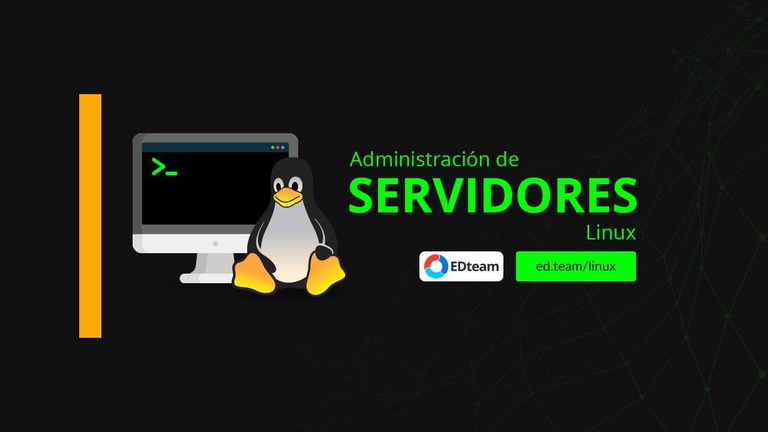 >_
Administración de
SERVIDORES
Linux
EDteam
ed.team/linux